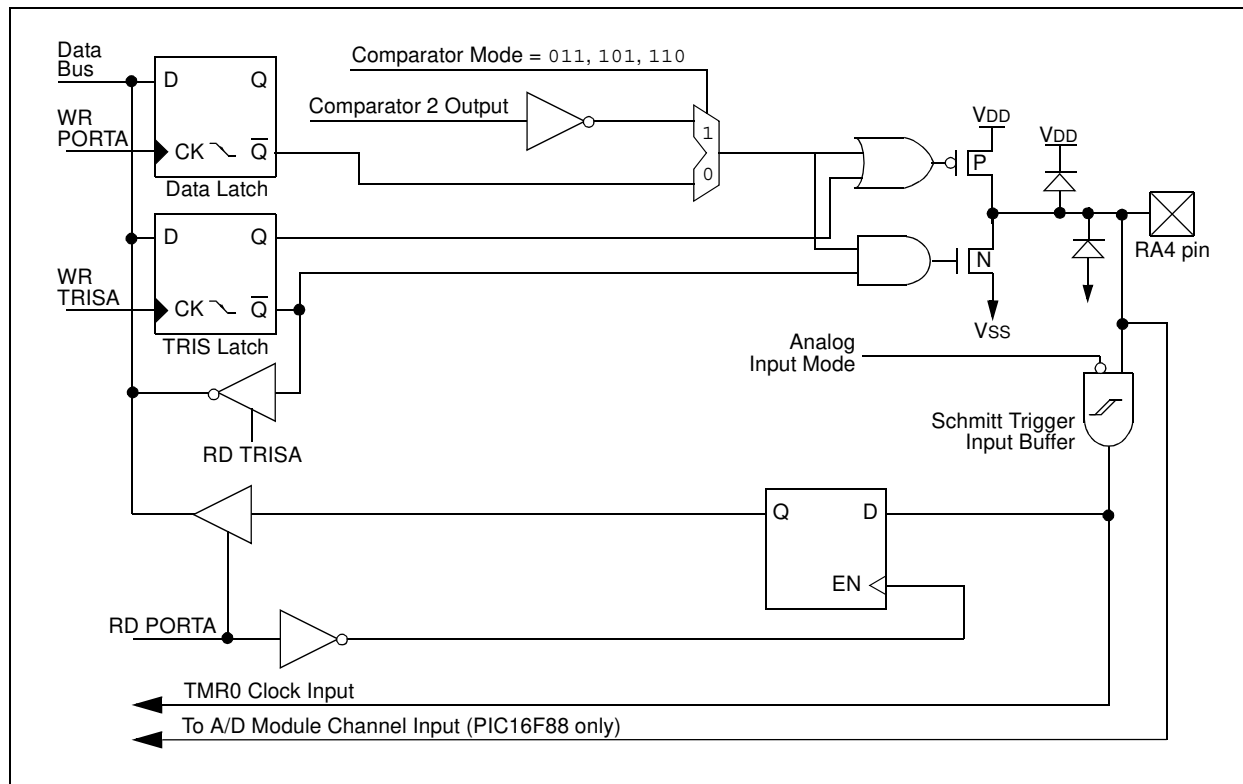 Data
Bus
D
Q
WR
PORTA
CK
Q
Data Latch
Comparator Mode = 011, 101, 110
Comparator 2 Output
1
0
VDD
P
VDD
N
VSS
RA4 pin
D
Q
WR
TRISA
CK
Q
TRIS Latch
RD TRISA
Analog
Input Mode
Schmitt Trigger
Input Buffer
Q
D
EN
RD PORTA
TMR0 Clock Input
To A/D Module Channel Input (PIC16F88 only)